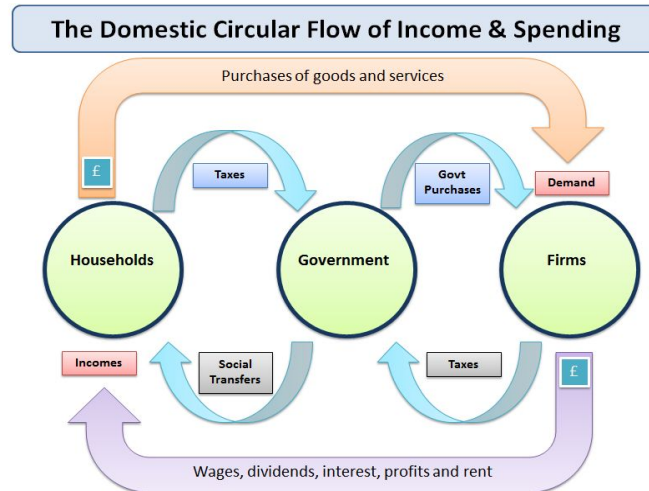 The Domestic Circular Flow of Income & Spending
Purchases of goods and services
£
Taxes
Govt
Purchases
Demand
Households
Government
Firms
Incomes
Social
Transfers
Taxes
£
Wages, dividends, interest, profits and rent